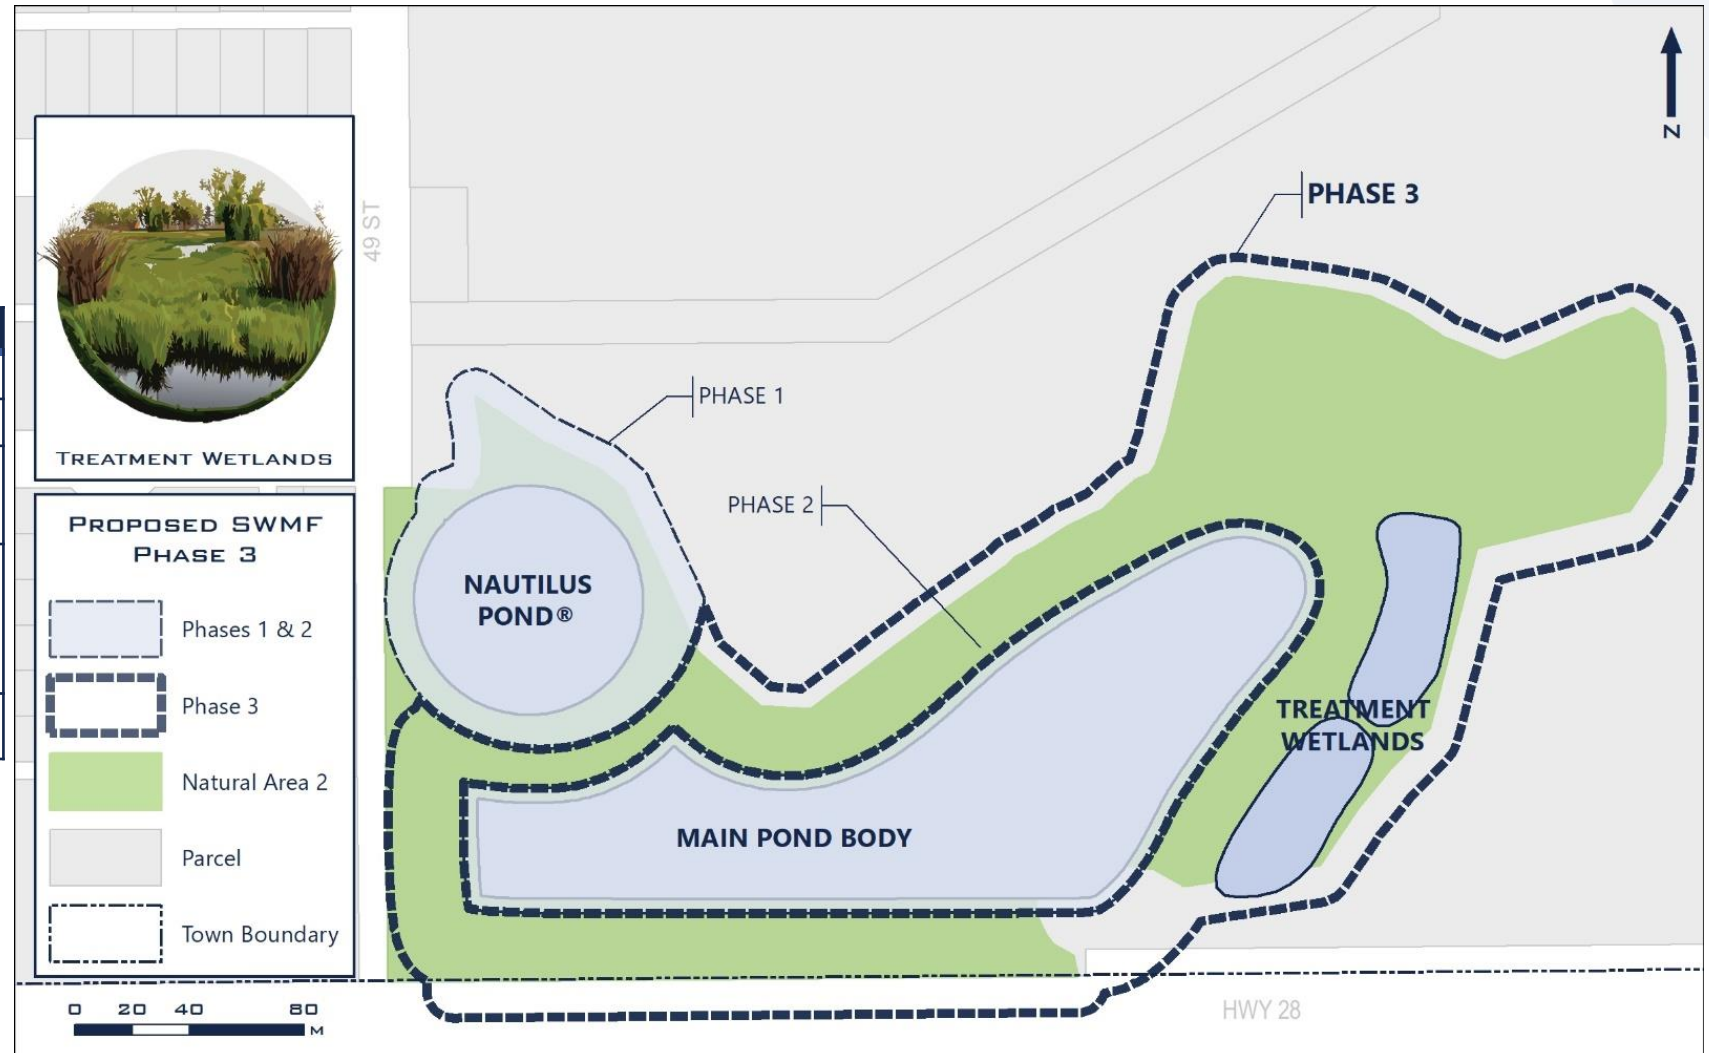 N
PHASE 3
49 ST
PHASE 1
TREATMENT WETLANDS
PHASE 2
PROPOSED SWMF
PHASE 3
Phases 1 & 2
Phase 3
Natural Area 2
Parcel
Town Boundary
NAUTILUS
POND®
TREATMENT
WETLANDS
MAIN POND BODY
0 20 40 80
M
HWY 28